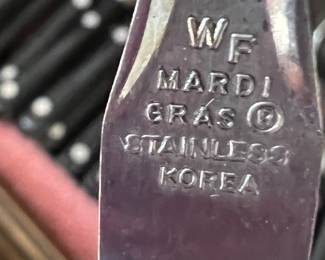 WF
MARDI
GRAS ®
STAINLESS
KOREA